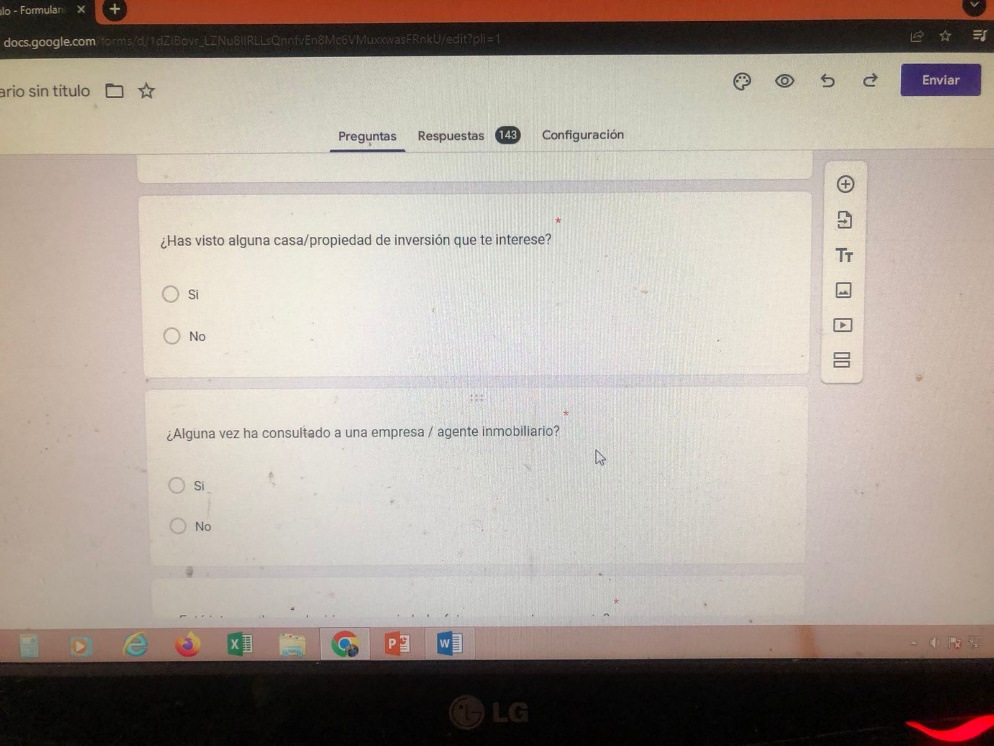 lo - Formular
docs.google.com/forms/d/
/edit?pli=1
ario sin título
Enviar
Preguntas Respuestas 143 Configuración
¿Has visto alguna casa/propiedad de inversión que te interese? *
Si
No
¿Alguna vez ha consultado a una empresa / agente inmobiliario? *
Si
No
*
LG